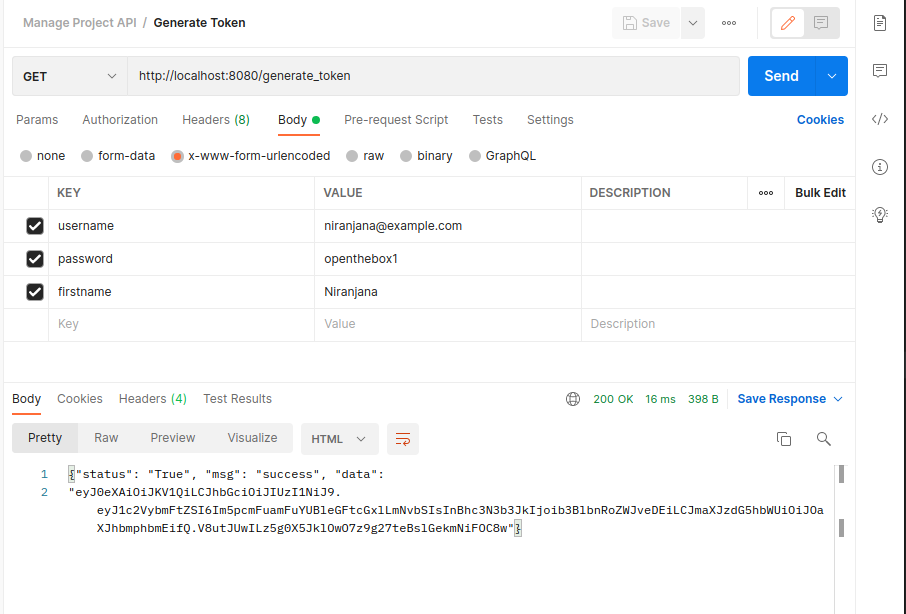 Manage Project API / Generate Token
Save
GET
http://localhost:8080/generate_token
Send
Params Authorization Headers (8) Body Pre-request Script Tests Settings Cookies
none form-data x-www-form-urlencoded raw binary GraphQL
KEY VALUE DESCRIPTION Bulk Edit
username niranjana@example.com
password openthebox1
firstname Niranjana
Key Value Description
Body Cookies Headers (4) Test Results 200 OK 16 ms 398 B Save Response
Pretty Raw Preview Visualize HTML
1 {"status": "True", "msg": "success", "data":
2 "eyJ0eXAiOiJKV1QiLCJhbGciOiJIUzI1NiJ9.
eyJ1c2VybmFtZSI6Im5pcmFuamFuYUBleGFtcGxlLmNvbSIsInBhc3N3b3JkIjoib3BlbnRoZWJveDEiLCJmaXJzdG5hbWUiOiJOa
XJhbmphbmEifQ.V8utJUwILz5g0X5JklOwO7z9g27teBslGekmNiFOC8w"}